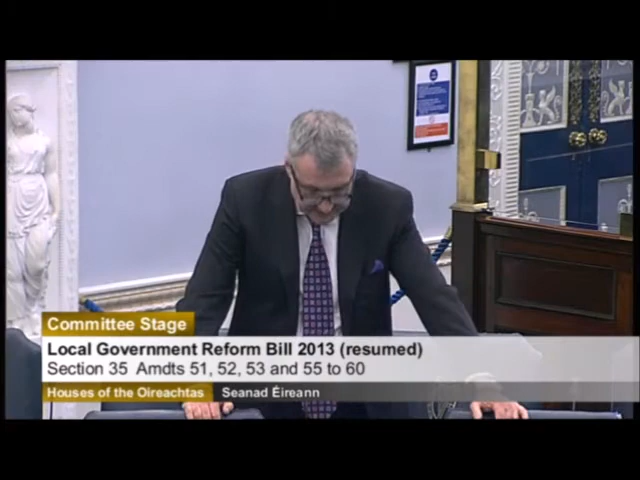 Committee Stage
Local Government Reform Bill 2013 (resumed)
Section 35 Amdts 51, 52, 53 and 55 to 60
Houses of the Oireachtas Seanad Éireann